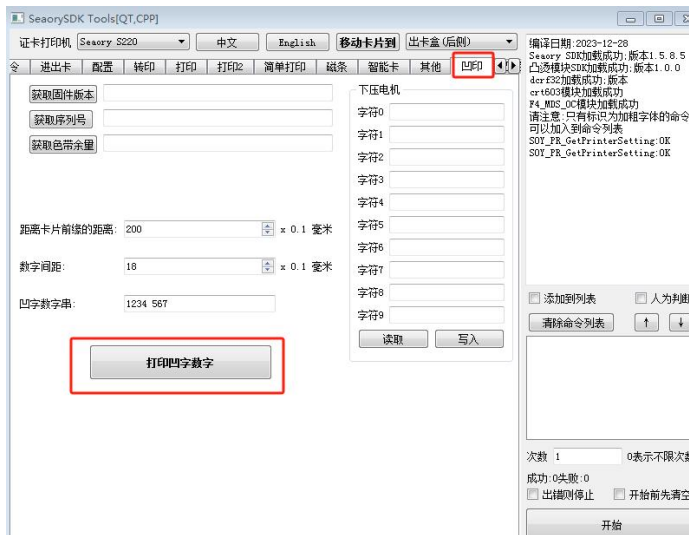 SeaorySDK Tools[QT,CPP]
证卡打印机 Seaory S220 中文 English 移动卡片到 出卡盒(后侧)
令 进出卡 配置 转印 打印 打印2 简单打印 磁条 智能卡 其他 凹印
获取固件版本
获取序列号
获取色带余量
距离卡片前缘的距离: 200 x 0.1 毫米
数字间距: 18 x 0.1 毫米
凹字数字串: 1234 567
打印凹字数字
下压电机
字符0
字符1
字符2
字符3
字符4
字符5
字符6
字符7
字符8
字符9
读取 写入
编译日期:2023-12-28
Seaory SDK加载成功:版本1.5.8.5
凸烫模块SDK加载成功:版本1.0.0
dcrf32模块加载成功:版本
crt603模块加载成功
F4_MDS_OC模块加载成功
请注意:只有标识为加粗字体的命令
可以加入到命令列表
SOY_PR_GetPrinterSetting:OK
SOY_PR_GetPrinterSetting:OK
添加到列表 人为判断
清除命令列表 ↑ ↓
次数 1 0表示不限次数
成功:0失败:0
出错则停止 开始前先清空
开始